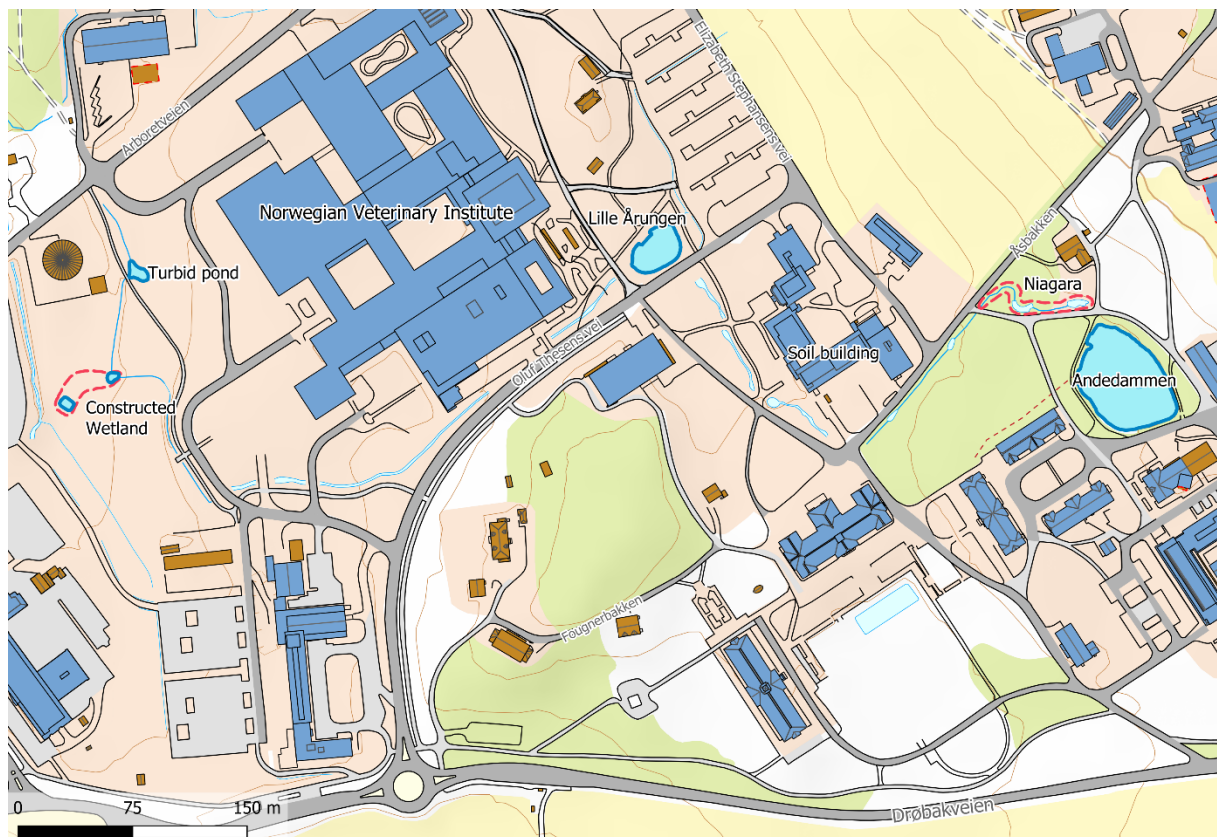 Elizabeth Stephansens vei
Arboretveien
Norwegian Veterinary Institute
Lille Årungen
Åsbakken
Turbid pond
Niagara
Oluf Thesens vei
Soil building
Andedammen
Constructed
Wetland
Fougnerbakken
0 75 150 m
Drøbakveien